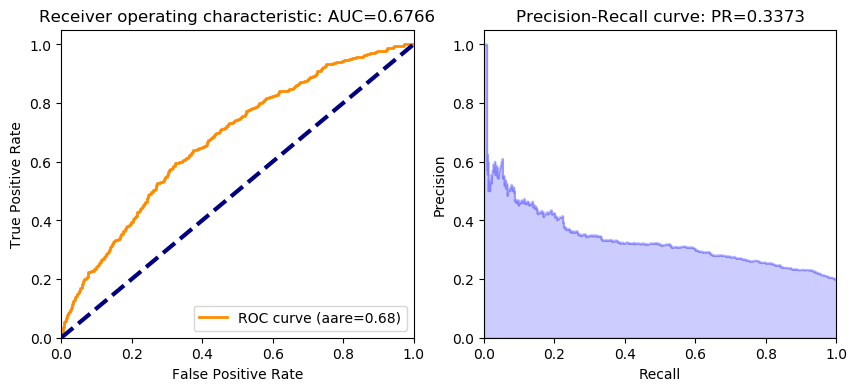 Receiver operating characteristic: AUC=0.6766
1.0
0.8
0.6
0.4
0.2
0.0
True Positive Rate
ROC curve (aare=0.68)
0.0 0.2 0.4 0.6 0.8 1.0
False Positive Rate
Precision-Recall curve: PR=0.3373
1.0
0.8
0.6
0.4
0.2
0.0
Precision
0.0 0.2 0.4 0.6 0.8 1.0
Recall